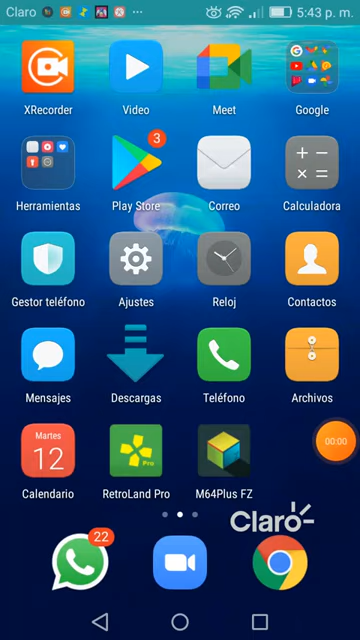 Claro
5:43 p. m.
XRecorder
Video
Meet
Google
3
Herramientas
Play Store
Correo
Calculadora
Gestor teléfono
Ajustes
Reloj
Contactos
Mensajes
Descargas
Teléfono
Archivos
00:00
Martes
12
Pro
Calendario
RetroLand Pro
M64Plus FZ
Claro
22